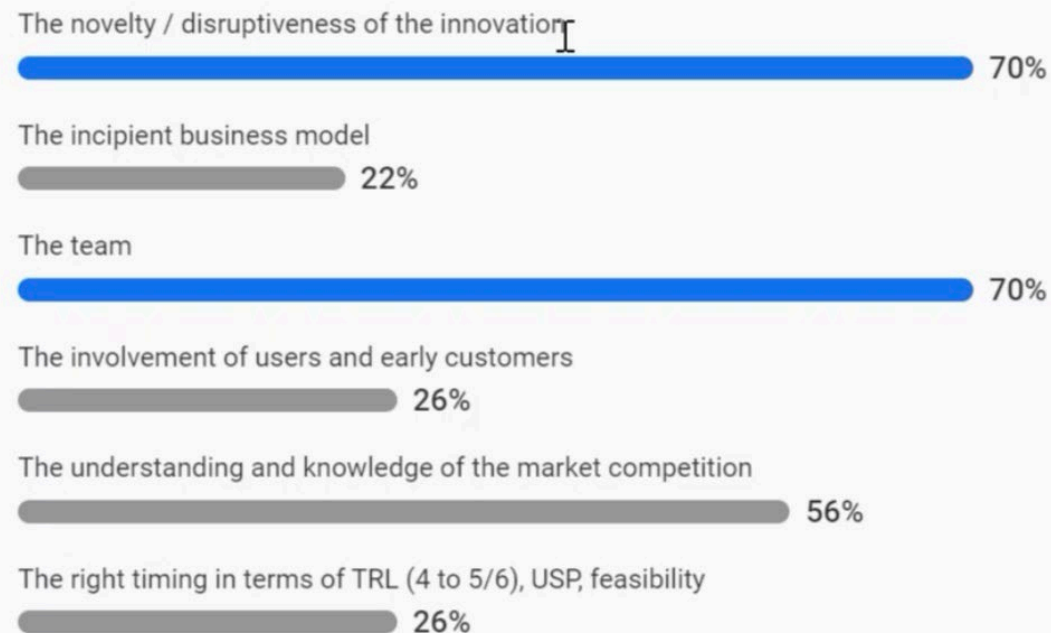 The novelty / disruptiveness of the innovation
70%
The incipient business model
22%
The team
70%
The involvement of users and early customers
26%
The understanding and knowledge of the market competition
56%
The right timing in terms of TRL (4 to 5/6), USP, feasibility
26%